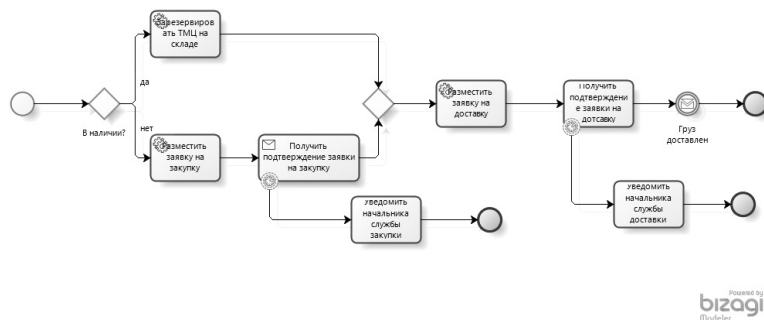 Зарезервиров
ать ТМЦ на
складе
да
В наличии?
нет
Разместить
заявку на
закупку
Получить
подтверждение заявки
на закупку
Уведомить
начальника
службы
закупки
Разместить
заявку на
доставку
Получить
подтверждени
е заявки на
дотсавку
Груз
доставлен
Уведомить
начальника
службы
доставки
Powered by
bizagi
Modeler